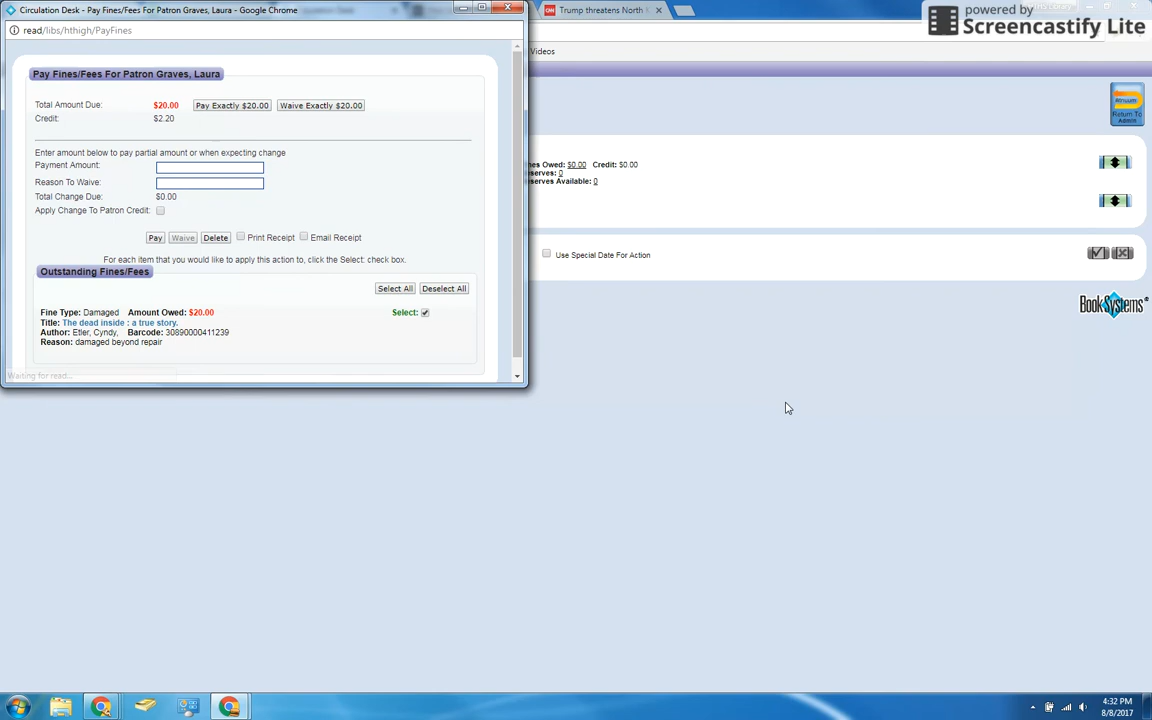 Circulation Desk - Pay Fines/Fees For Patron Graves, Laura - Google Chrome
Trump threatens North
powered by
Screencastify Lite
read/libs/hthigh/PayFines
Videos
Pay Fines/Fees For Patron Graves, Laura
Total Amount Due: $20.00 Pay Exactly $20.00 Waive Exactly $20.00
Credit: $2.20
Atriuum
Return To
Admin
Enter amount below to pay partial amount or when expecting change
Payment Amount:
Reason To Waive:
Total Change Due: $0.00
Apply Change To Patron Credit:
nes Owed: $0.00 Credit: $0.00
serves: 0
serves Available: 0
Pay Waive Delete Print Receipt Email Receipt
Use Special Date For Action
For each item that you would like to apply this action to, click the Select: check box.
Outstanding Fines/Fees
Select All Deselect All
BookSystems
Fine Type: Damaged Amount Owed: $20.00 Select:
Title: The dead inside : a true story.
Author: Etler, Cyndy, Barcode: 30890000411239
Reason: damaged beyond repair
Waiting for read...
4:32 PM
8/8/2017